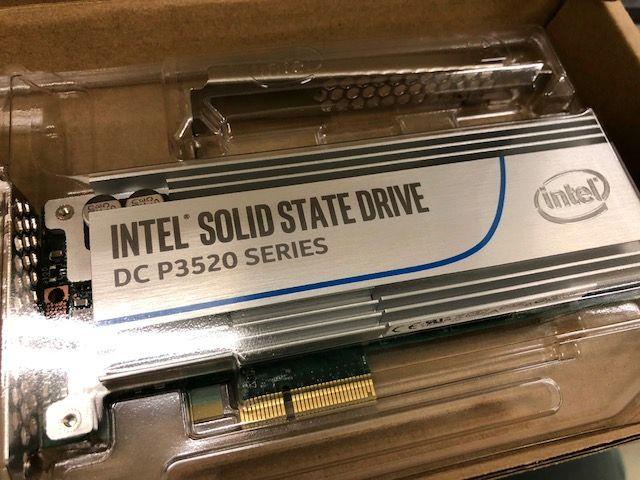 INTEL® SOLID STATE DRIVE
DC P3520 SERIES
intel